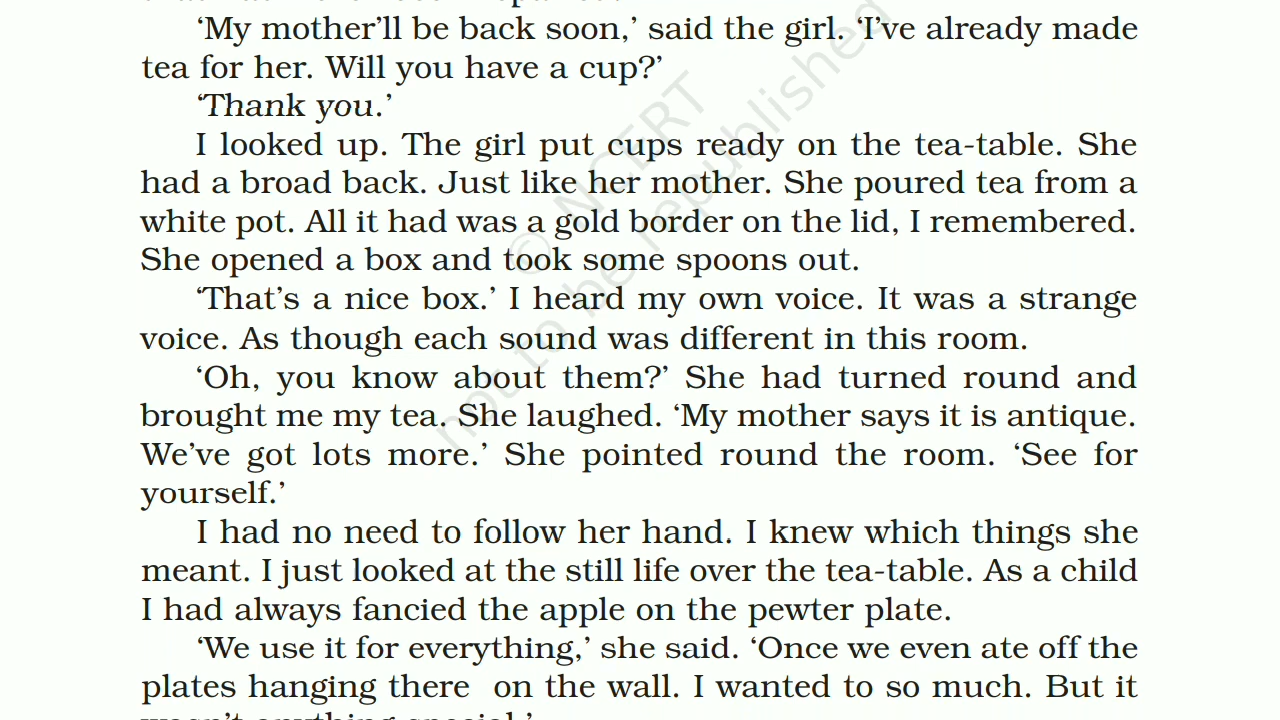 ‘My mother’ll be back soon,’ said the girl. ‘I’ve already made
tea for her. Will you have a cup?’
‘Thank you.’
I looked up. The girl put cups ready on the tea-table. She
had a broad back. Just like her mother. She poured tea from a
white pot. All it had was a gold border on the lid, I remembered.
She opened a box and took some spoons out.
‘That’s a nice box.’ I heard my own voice. It was a strange
voice. As though each sound was different in this room.
‘Oh, you know about them?’ She had turned round and
brought me my tea. She laughed. ‘My mother says it is antique.
We’ve got lots more.’ She pointed round the room. ‘See for
yourself.’
I had no need to follow her hand. I knew which things she
meant. I just looked at the still life over the tea-table. As a child
I had always fancied the apple on the pewter plate.
‘We use it for everything,’ she said. ‘Once we even ate off the
plates hanging there on the wall. I wanted to so much. But it
wasn’t anything special.’
© NCERT
not to be republished